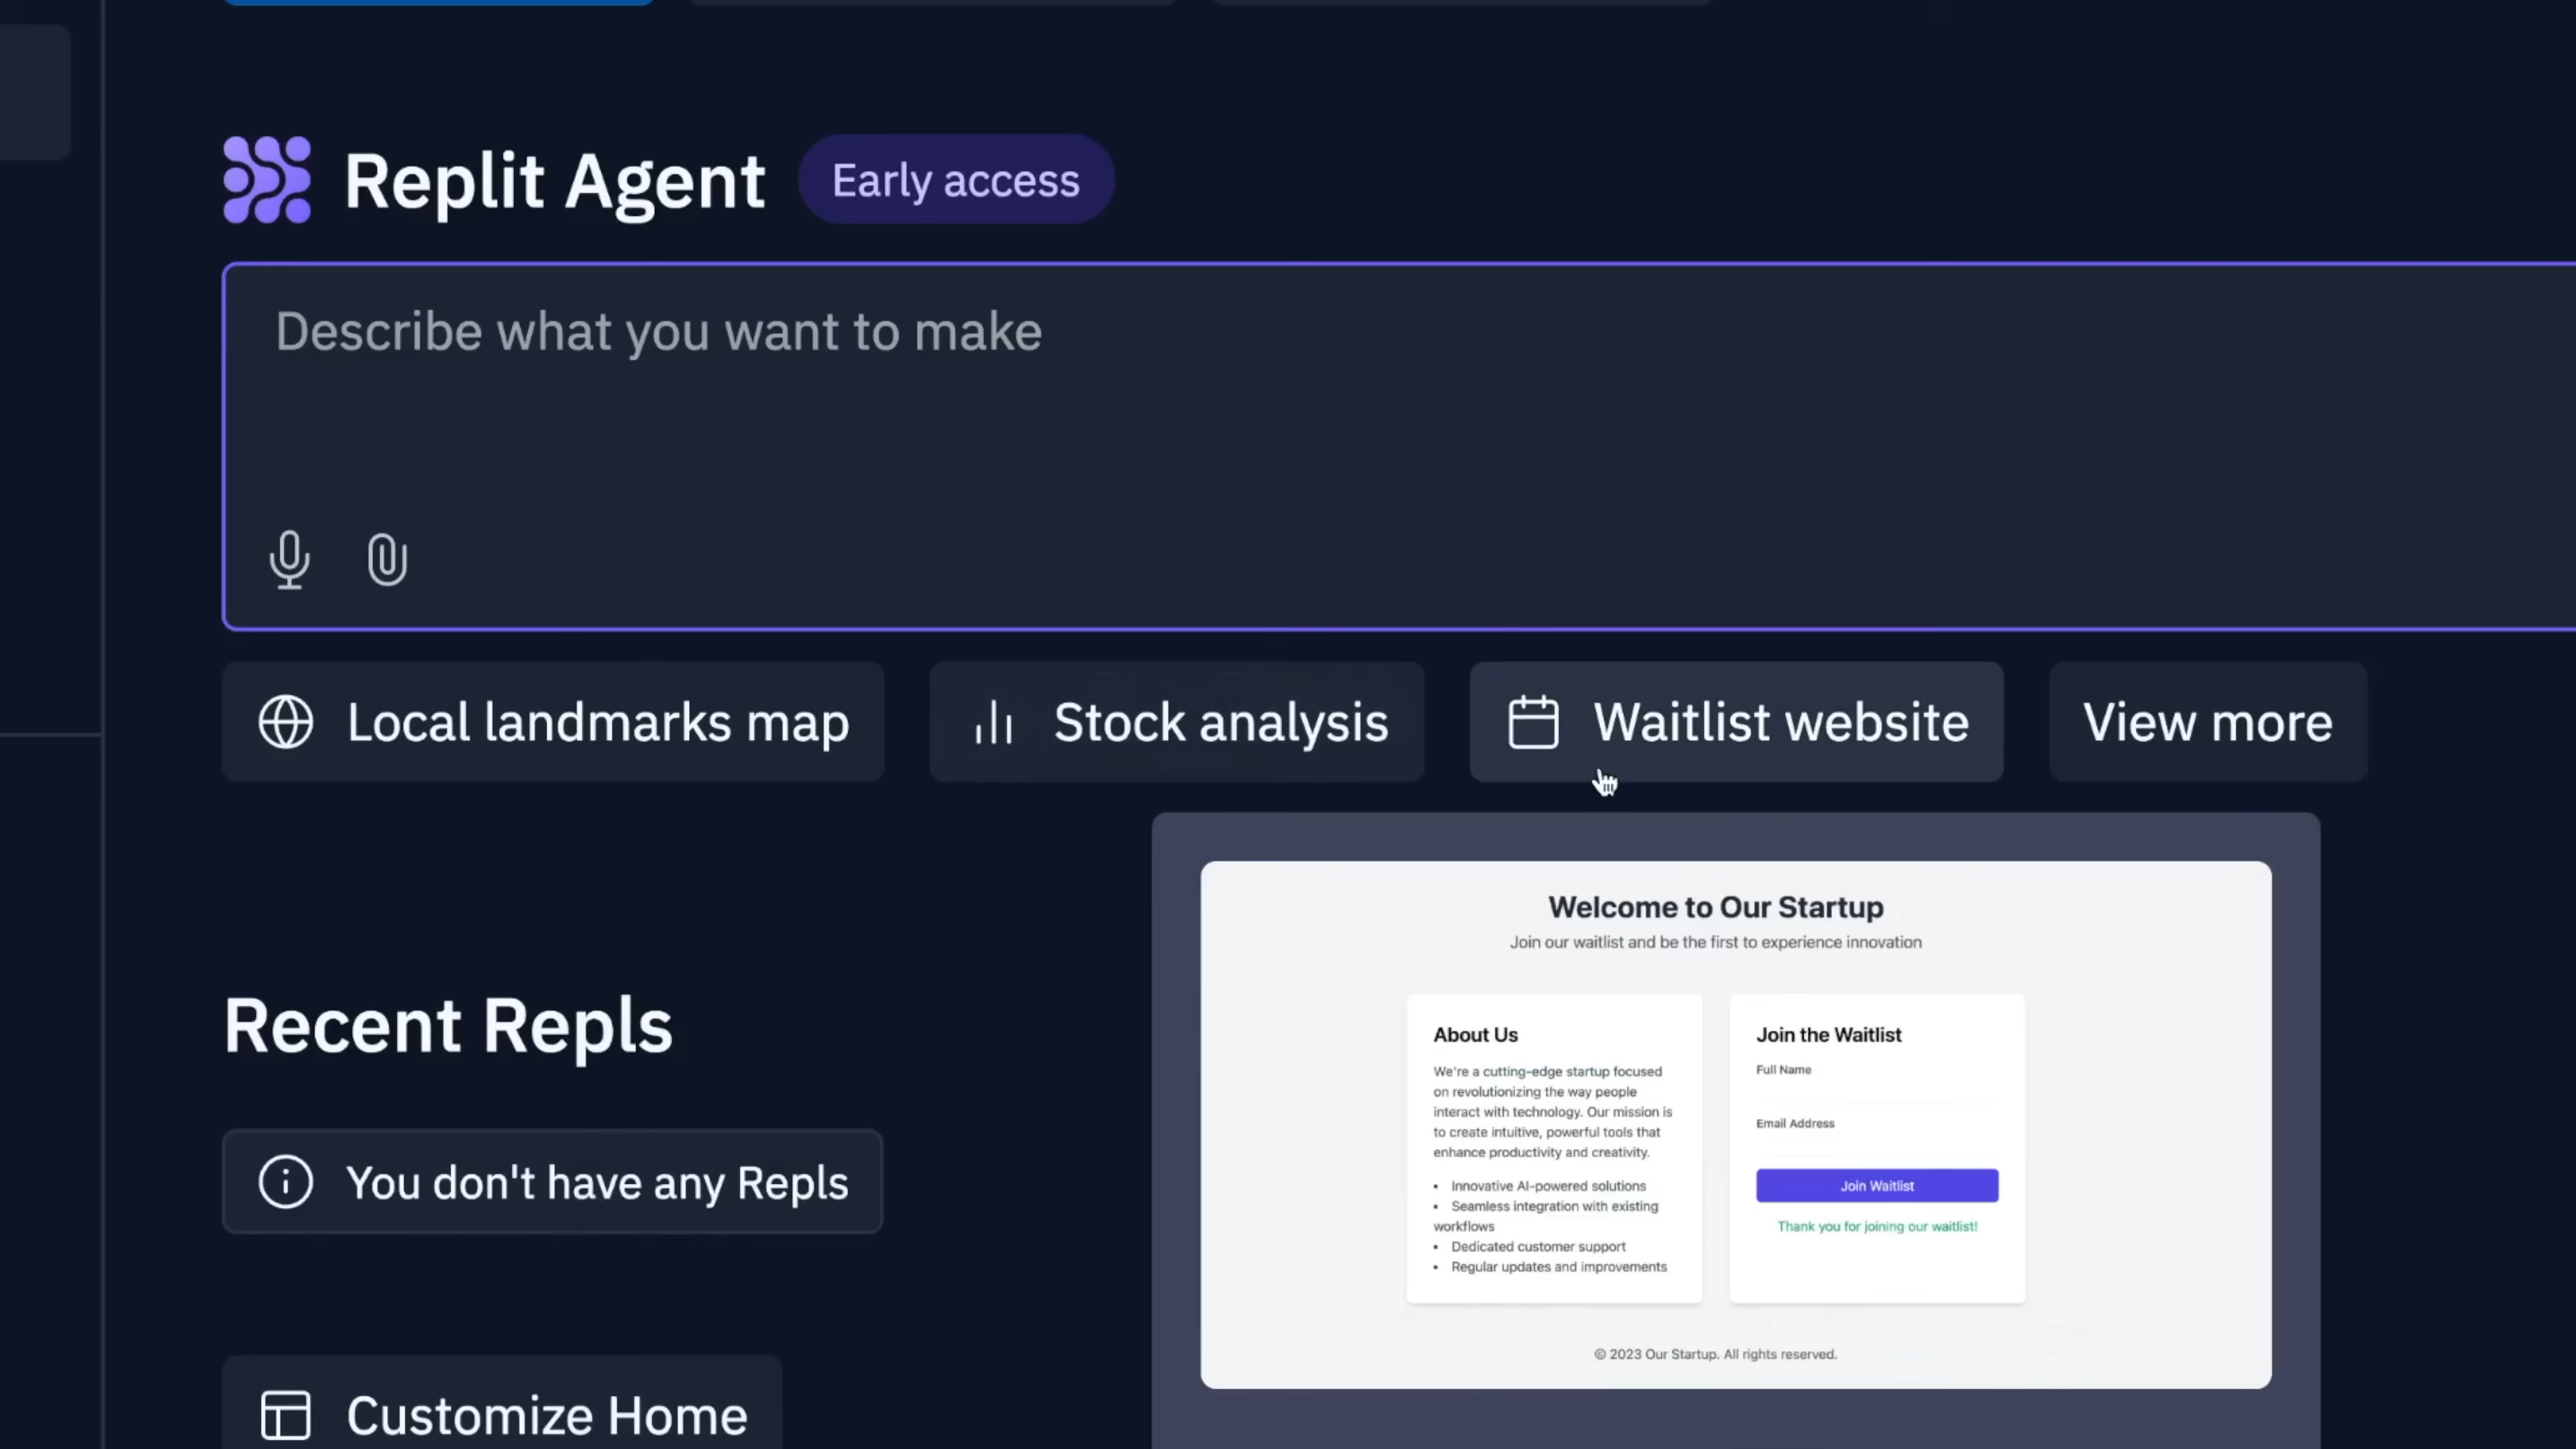 Replit Agent
Early access
Describe what you want to make
Local landmarks map
Stock analysis
Waitlist website
View more
Welcome to Our Startup
Join our waitlist and be the first to experience innovation
About Us
We're a cutting-edge startup focused
on revolutionizing the way people
interact with technology. Our mission is
to create intuitive, powerful tools that
enhance productivity and creativity.
• Innovative AI-powered solutions
• Seamless integration with existing
workflows
• Dedicated customer support
• Regular updates and improvements
Join the Waitlist
Full Name
Email Address
Join Waitlist
Thank you for joining our waitlist!
© 2023 Our Startup. All rights reserved.
Recent Repls
You don't have any Repls
Customize Home